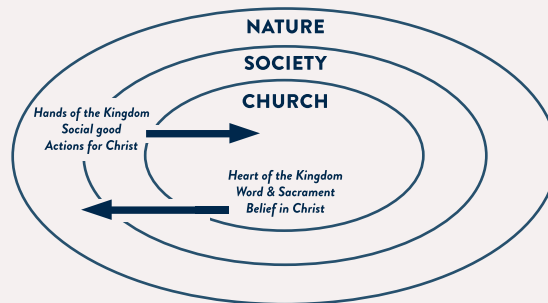 NATURE
SOCIETY
CHURCH
Hands of the Kingdom
Social good
Actions for Christ
Heart of the Kingdom
Word & Sacrament
Belief in Christ